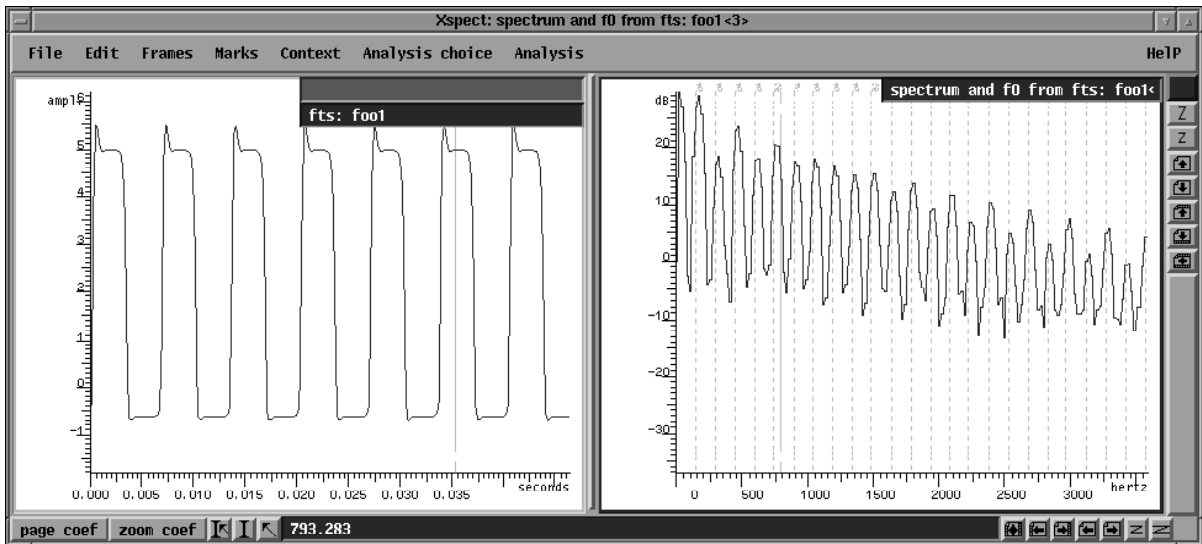 Xspect: spectrum and f0 from fts: foo1<3>
File Edit Frames Marks Context Analysis choice Analysis HelP
ampl
fts: foo1
6
5
4
3
2
1
0
-1
0.000 0.005 0.010 0.015 0.020 0.025 0.030 0.035 seconds
spectrum and f0 from fts: foo1<
dB
20
10
0
-10
-20
-30
0 500 1000 1500 2000 2500 3000 hertz
Z
Z
page coef zoom coef 793.283